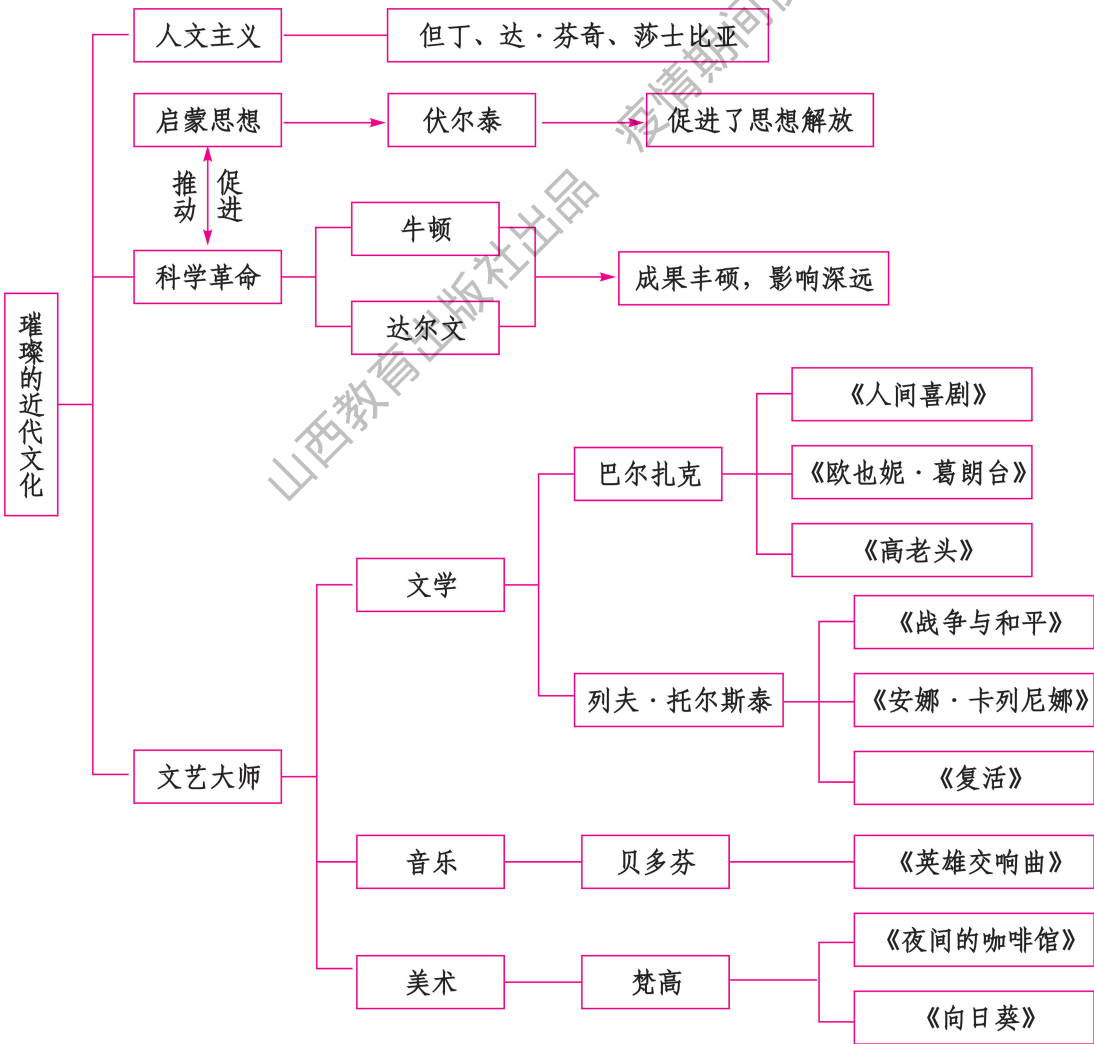 人文主义
但丁、达·芬奇、莎士比亚
启蒙思想
伏尔泰
促进了思想解放
推动
促进
科学革命
牛顿
达尔文
成果丰硕，影响深远
璀璨的近代文化
文艺大师
文学
巴尔扎克
《人间喜剧》
《欧也妮·葛朗台》
《高老头》
列夫·托尔斯泰
《战争与和平》
《安娜·卡列尼娜》
《复活》
音乐
贝多芬
《英雄交响曲》
美术
梵高
《夜间的咖啡馆》
《向日葵》
山西教育出版社出品 疫情期间